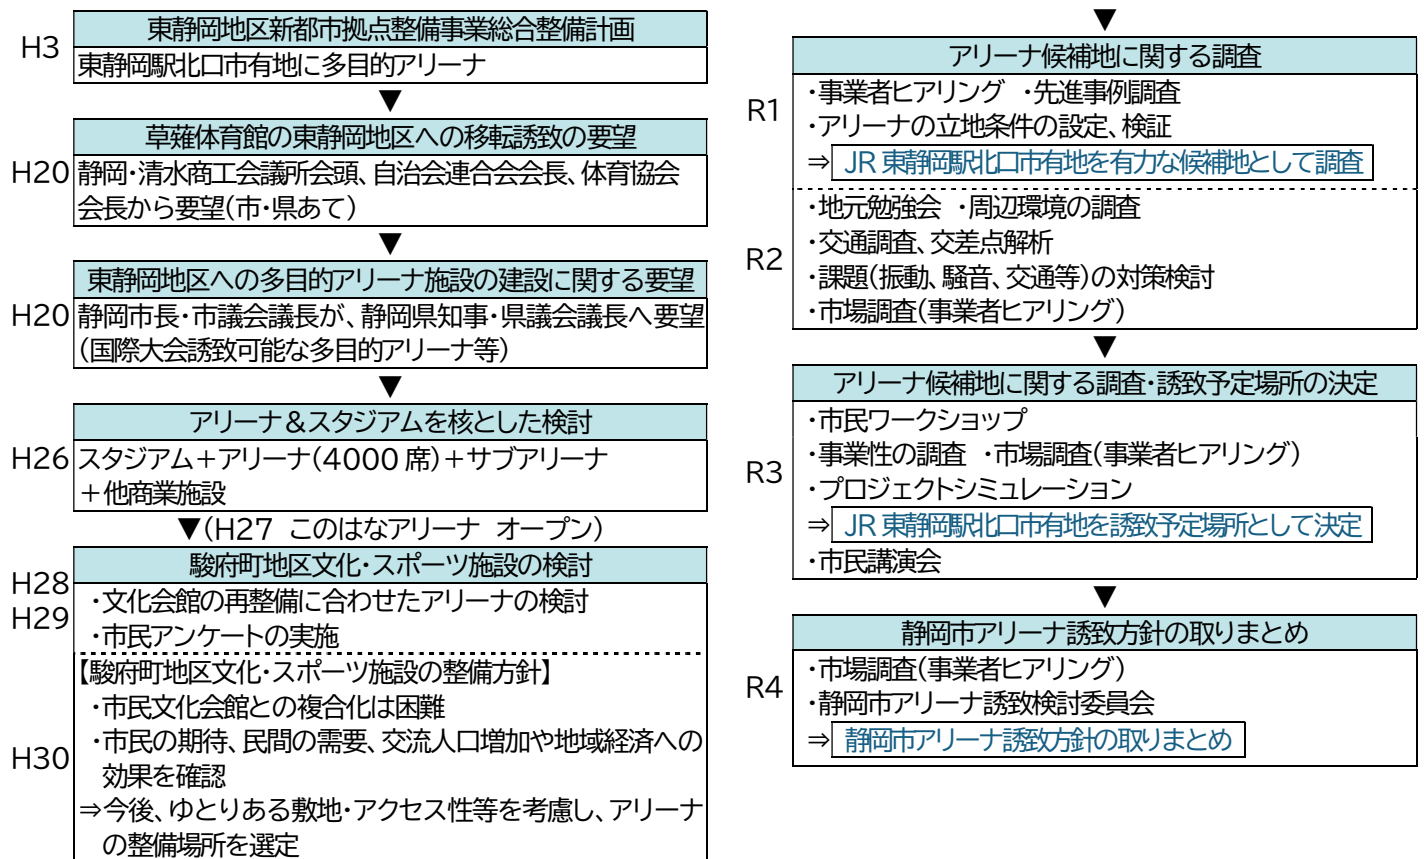 H3
東静岡地区新都市拠点整備事業総合整備計画
東静岡駅北口市有地に多目的アリーナ
▼
草薙体育館の東静岡地区への移転誘致の要望
H20
静岡・清水商工会議所会頭、自治会連合会会長、体育協会
会長から要望(市・県あて)
▼
東静岡地区への多目的アリーナ施設の建設に関する要望
H20
静岡市長・市議会議長が、静岡県知事・県議会議長へ要望
(国際大会誘致可能な多目的アリーナ等)
▼
アリーナ&スタジアムを核とした検討
H26
スタジアム+アリーナ(4000席)+サブアリーナ
+他商業施設
▼(H27 このはなアリーナ オープン)
駿府町地区文化・スポーツ施設の検討
H28
H29
・文化会館の再整備に合わせたアリーナの検討
・市民アンケートの実施
【駿府町地区文化・スポーツ施設の整備方針】
・市民文化会館との複合化は困難
H30
・市民の期待、民間の需要、交流人口増加や地域経済への
効果を確認
⇒今後、ゆとりある敷地・アクセス性等を考慮し、アリーナ
の整備場所を選定
▼
アリーナ候補地に関する調査
R1
・事業者ヒアリング ・先進事例調査
・アリーナの立地条件の設定、検証
⇒ JR東静岡駅北口市有地を有力な候補地として調査
R2
・地元勉強会 ・周辺環境の調査
・交通調査、交差点解析
・課題(振動、騒音、交通等)の対策検討
・市場調査(事業者ヒアリング)
▼
アリーナ候補地に関する調査・誘致予定場所の決定
R3
・市民ワークショップ
・事業性の調査 ・市場調査(事業者ヒアリング)
・プロジェクトシミュレーション
⇒ JR東静岡駅北口市有地を誘致予定場所として決定
・市民講演会
▼
静岡市アリーナ誘致方針の取りまとめ
R4
・市場調査(事業者ヒアリング)
・静岡市アリーナ誘致検討委員会
⇒ 静岡市アリーナ誘致方針の取りまとめ